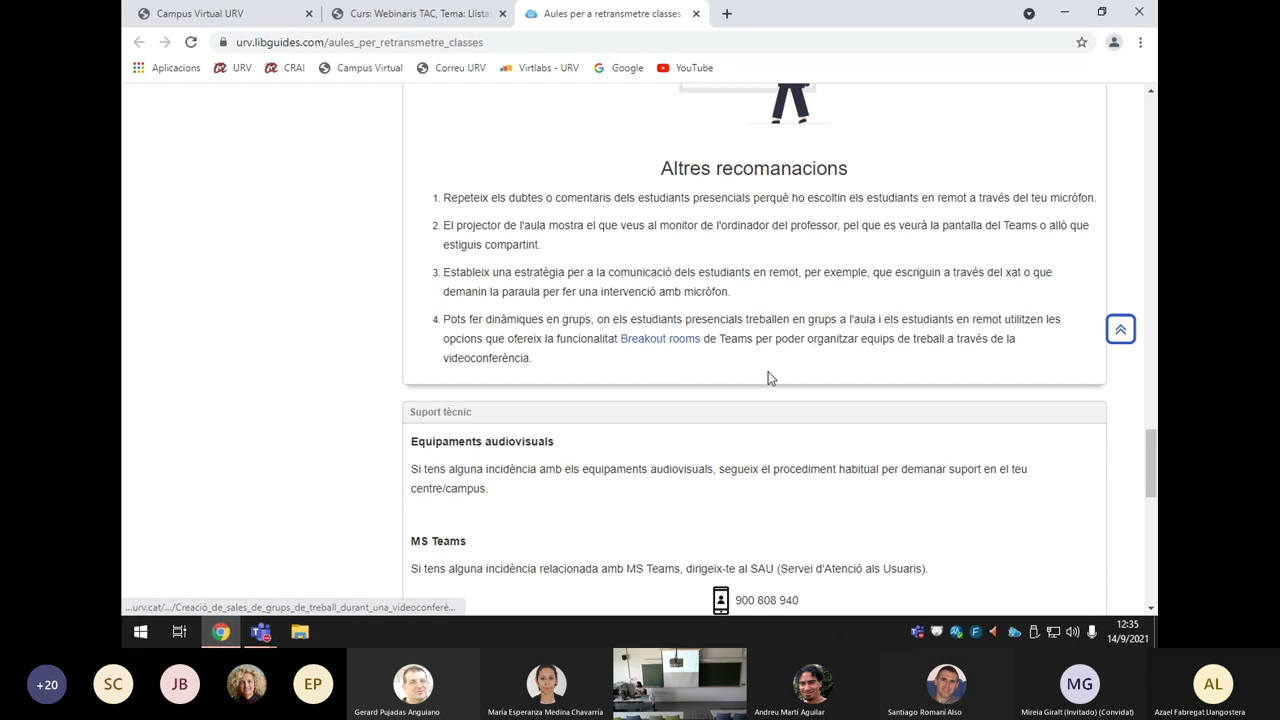 Campus Virtual URV
Curs: Webinaris TAC, Tema: Llista
Aules per a retransmetre classes
urv.libguides.com/aules_per_retransmetre_classes
Aplicacions
URV
CRAI
Campus Virtual
Correu URV
Virtlabs - URV
Google
YouTube
Altres recomanacions
1. Repeteix els dubtes o comentaris dels estudiants presencials perquè ho escoltin els estudiants en remot a través del teu micròfon.
2. El projector de l'aula mostra el que veus al monitor de l'ordinador del professor, pel que es veurà la pantalla del Teams o allò que
estiguis compartint.
3. Estableix una estratègia per a la comunicació dels estudiants en remot, per exemple, que escriguin a través del xat o que
demanin la paraula per fer una intervenció amb micròfon.
4. Pots fer dinàmiques en grups, on els estudiants presencials treballen en grups a l'aula i els estudiants en remot utilitzen les
opcions que ofereix la funcionalitat Breakout rooms de Teams per poder organitzar equips de treball a través de la
videoconferència.
Suport tècnic
Equipaments audiovisuals
Si tens alguna incidència amb els equipaments audiovisuals, segueix el procediment habitual per demanar suport en el teu
centre/campus.
MS Teams
Si tens alguna incidència relacionada amb MS Teams, dirigeix-te al SAU (Servei d'Atenció als Usuaris).
900 808 940
...urv.cat/.../Creació_de_sales_de_grups_de_treball_durant_una_videoconferè...
12:35
14/9/2021
+20
SC
JB
EP
MG
AL
Gerard Pujadas Anguiano
Maria Esperanza Medina Chavarria
Andreu Martí Aguilar
Santiago Romaní Also
Mireia Giralt (Invitado) (Convidat)
Azael Fabregat Llangostera